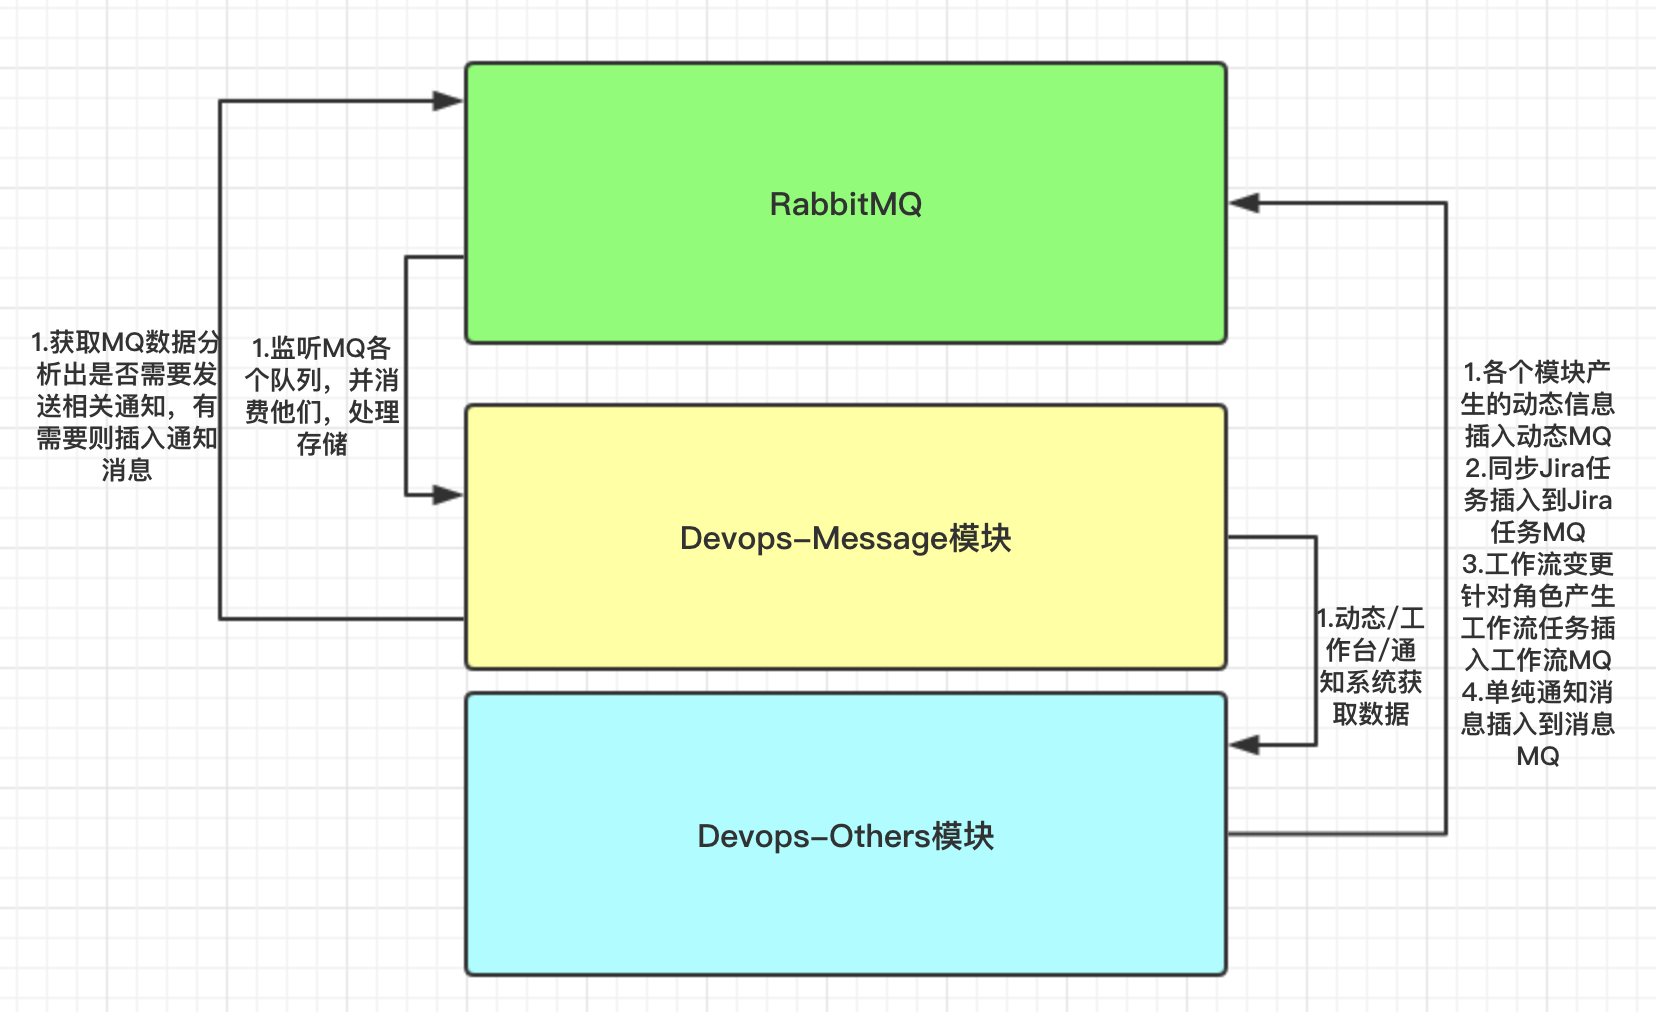 RabbitMQ
1.获取MQ数据分
析出是否需要发
送相关通知，有
需要则插入通知
消息
1.监听MQ各
个队列，并消
费他们，处理
存储
Devops-Message模块
1.动态/工
作台/通
知系统获
取数据
1.各个模块产
生的动态信息
插入动态MQ
2.同步Jira任
务插入到Jira
任务MQ
3.工作流变更
针对角色产生
工作流任务插
入工作流MQ
4.单纯通知消
息插入到消息
MQ
Devops-Others模块